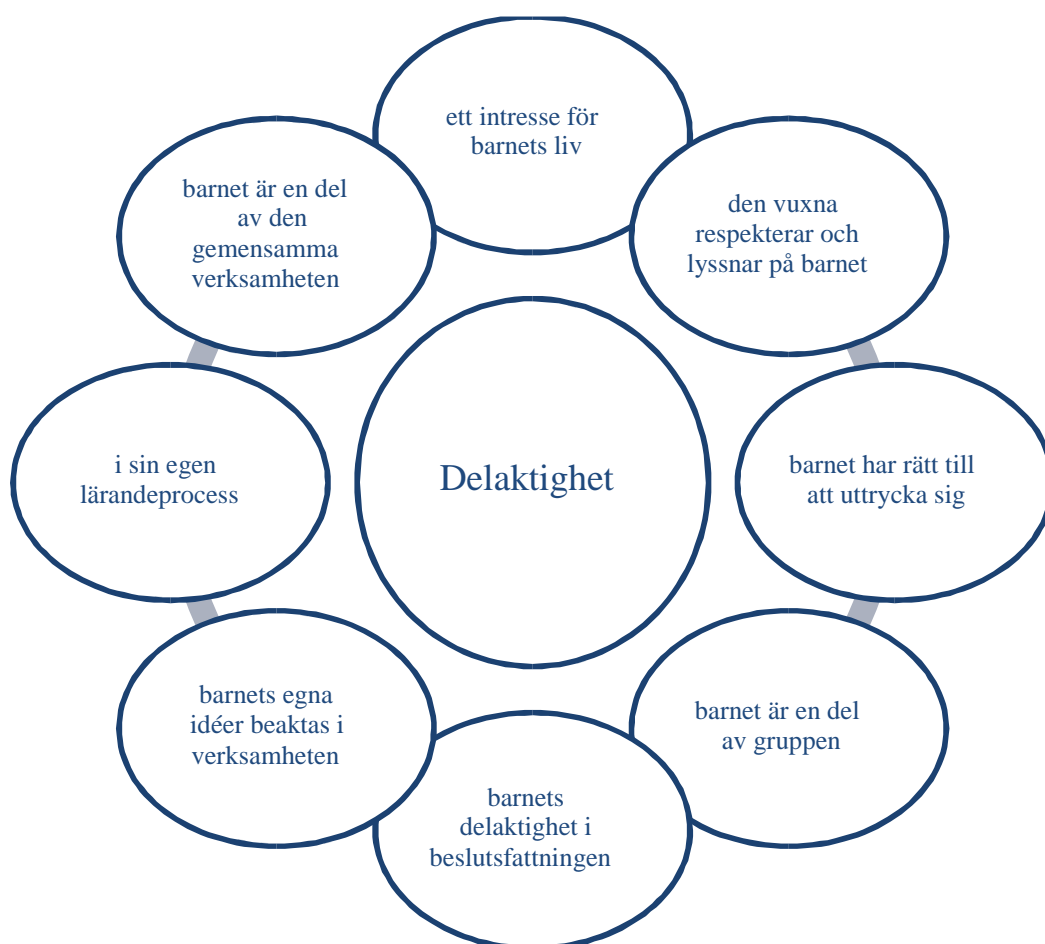 ett intresse för
barnets liv
den vuxna
respekterar och
lyssnar på barnet
barnet har rätt till
att uttrycka sig
barnet är en del
av gruppen
barnets
delaktighet i
beslutsfattningen
barnets egna
idéer beaktas i
verksamheten
i sin egen
lärandeprocess
barnet är en del
av den
gemensamma
verksamheten
Delaktighet